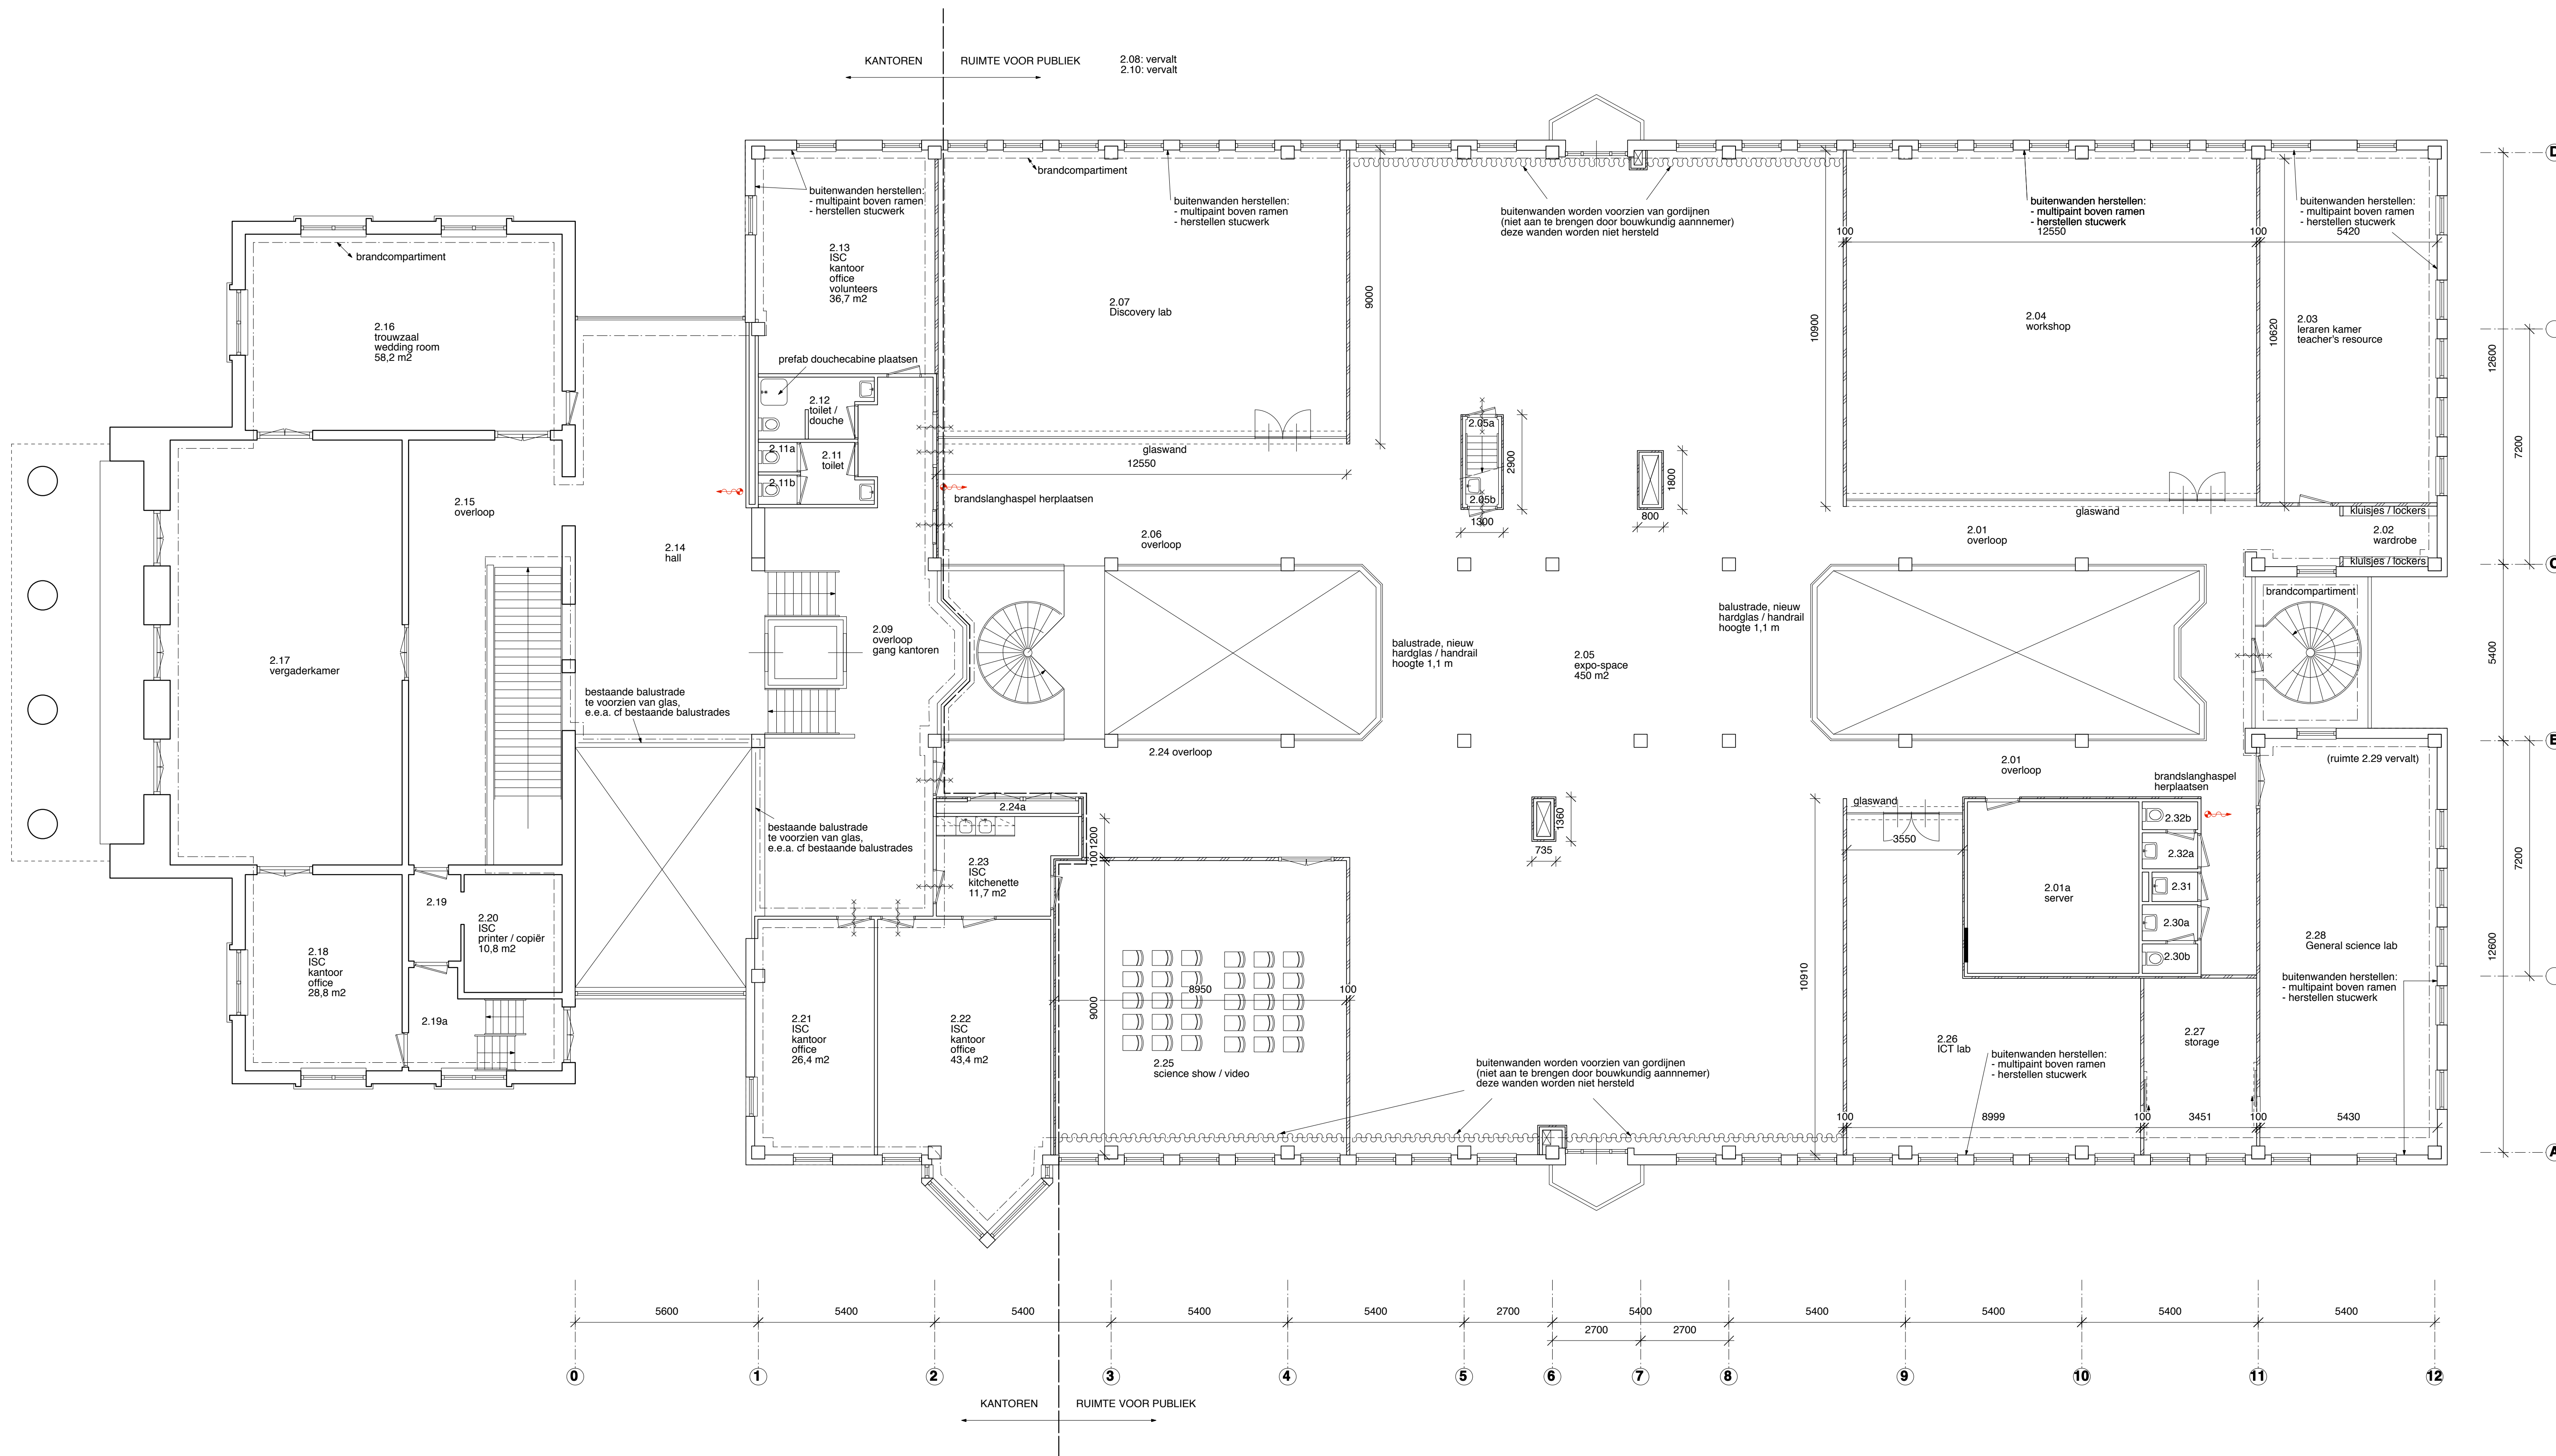 KANTOREN
RUIMTE VOOR PUBLIEK
2.08: vervalt
2.10: vervalt
brandcompartiment
buitenwanden herstellen:
- multipaint boven ramen
- herstellen stucwerk
buitenwanden herstellen:
- multipaint boven ramen
- herstellen stucwerk
buitenwanden worden voorzien van gordijnen
(niet aan te brengen door bouwkundig aannnemer)
deze wanden worden niet hersteld
buitenwanden herstellen:
- multipaint boven ramen
- herstellen stucwerk
buitenwanden herstellen:
- multipaint boven ramen
- herstellen stucwerk
100
12550
100
5420
D
brandcompartiment
2.13
ISC
kantoor
office
volunteers
36,7 m2
2.16
trouwzaal
wedding room
58,2 m2
2.07
Discovery lab
9000
10900
2.04
workshop
10620
2.03
leraren kamer
teacher's resource
12600
7200
prefab douchecabine plaatsen
2.12
toilet /
douche
2.11a
2.11
toilet
2.11b
glaswand
12550
brandslanghaspel herplaatsen
2.05a
2900
2.05b
1300
1800
800
glaswand
kluisjes / lockers
2.02
wardrobe
kluisjes / lockers
2.15
overloop
2.14
hall
2.06
overloop
2.01
overloop
C
brandcompartiment
2.09
overloop
gang kantoren
balustrade, nieuw
hardglas / handrail
hoogte 1,1 m
balustrade, nieuw
hardglas / handrail
hoogte 1,1 m
2.05
expo-space
450 m2
5400
2.17
vergaderkamer
bestaande balustrade
te voorzien van glas,
e.e.a. cf bestaande balustrades
2.24 overloop
B
2.01
overloop
(ruimte 2.29 vervalt)
brandslanghaspel
herplaatsen
2.24a
bestaande balustrade
te voorzien van glas,
e.e.a. cf bestaande balustrades
1200
100
1360
735
glaswand
3550
2.32b
2.32a
2.31
2.30a
2.30b
2.01a
server
7200
12600
2.23
ISC
kitchenette
11,7 m2
2.19
2.20
ISC
printer / copiër
10,8 m2
2.18
ISC
kantoor
office
28,8 m2
2.19a
2.28
General science lab
buitenwanden herstellen:
- multipaint boven ramen
- herstellen stucwerk
8950
100
9000
10910
2.21
ISC
kantoor
office
26,4 m2
2.22
ISC
kantoor
office
43,4 m2
2.25
science show / video
buitenwanden worden voorzien van gordijnen
(niet aan te brengen door bouwkundig aannnemer)
deze wanden worden niet hersteld
2.26
ICT lab
buitenwanden herstellen:
- multipaint boven ramen
- herstellen stucwerk
2.27
storage
100
8999
100
3451
100
5430
A
5600
5400
5400
5400
5400
2700
5400
5400
5400
5400
5400
2700
2700
0
1
2
3
4
5
6
7
8
9
10
11
12
KANTOREN
RUIMTE VOOR PUBLIEK